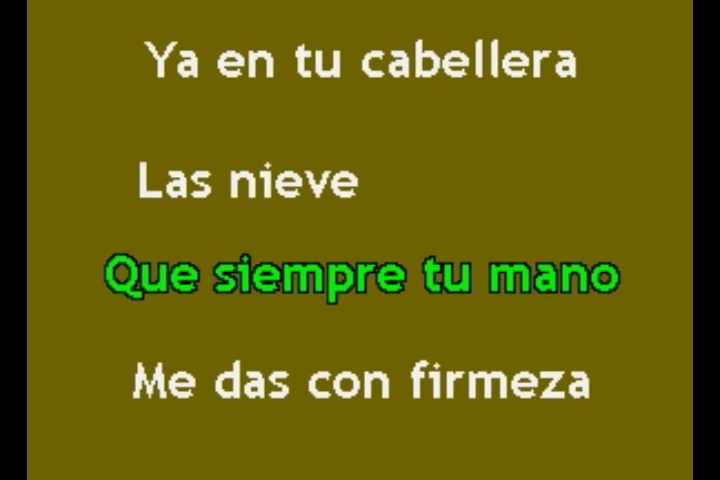 Ya en tu cabellera
Las nieve
Que siempre tu mano
Me das con firmeza